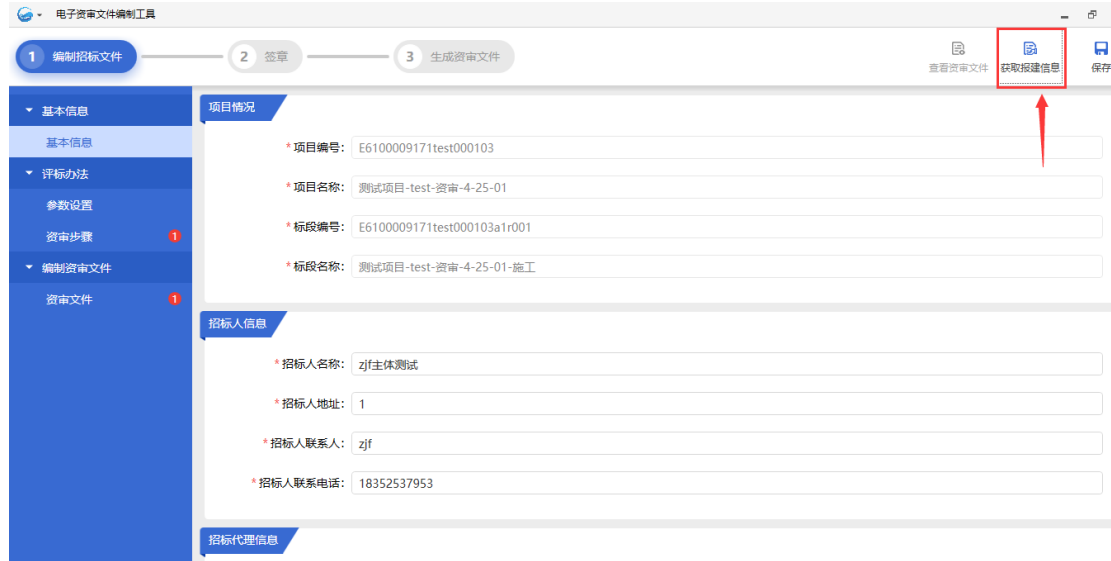 电子资审文件编制工具
1 编制招标文件 2 签章 3 生成资审文件
查看资审文件 获取报建信息 保存
基本信息
基本信息
评标办法
参数设置
资审步骤 1
编制资审文件
资审文件 1
项目情况
*项目编号: E6100009171test000103
*项目名称: 测试项目-test-资审-4-25-01
*标段编号: E6100009171test000103a1r001
*标段名称: 测试项目-test-资审-4-25-01-施工
招标人信息
*招标人名称: zjf主体测试
*招标人地址: 1
*招标人联系人: zjf
*招标人联系电话: 18352537953
招标代理信息